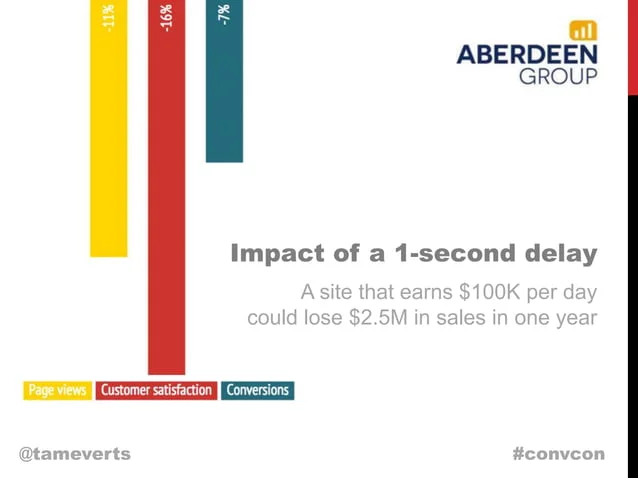 -11%
-16%
-7%
ABERDEEN
GROUP
Impact of a 1-second delay
A site that earns $100K per day
could lose $2.5M in sales in one year
Page views Customer satisfaction Conversions
@tameverts #convcon